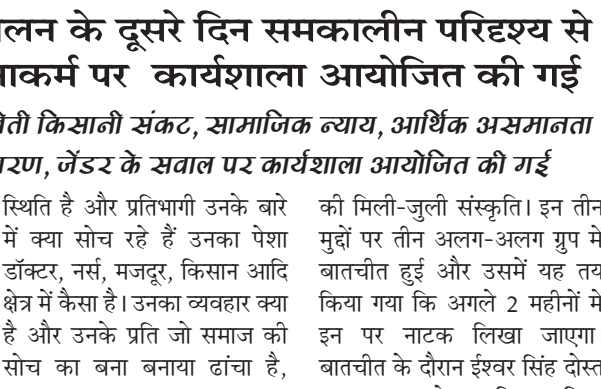 लन के दूसरे दिन समकालीन परिदृश्य से
कर्म पर कार्यशाला आयोजित की गई
किसानी संकट, सामाजिक न्याय, आर्थिक असमानता
जेंडर के सवाल पर कार्यशाला आयोजित की गई
स्थिति है और प्रतिभागी उनके बारे
में क्या सोच रहे हैं उनका पेशा
डॉक्टर, नर्स, मजदूर, किसान आदि
क्षेत्र में कैसा है। उनका व्यवहार क्या
है और उनके प्रति जो समाज की
सोच का बना बनाया ढांचा है,
की मिली-जुली संस्कृति। इन तीन
मुद्दों पर तीन अलग-अलग ग्रुप में
बातचीत हुई और उसमें यह तय
किया गया कि अगले 2 महीनों में
इन पर नाटक लिखा जाएगा
बातचीत के दौरान ईश्वर सिंह दोस्त